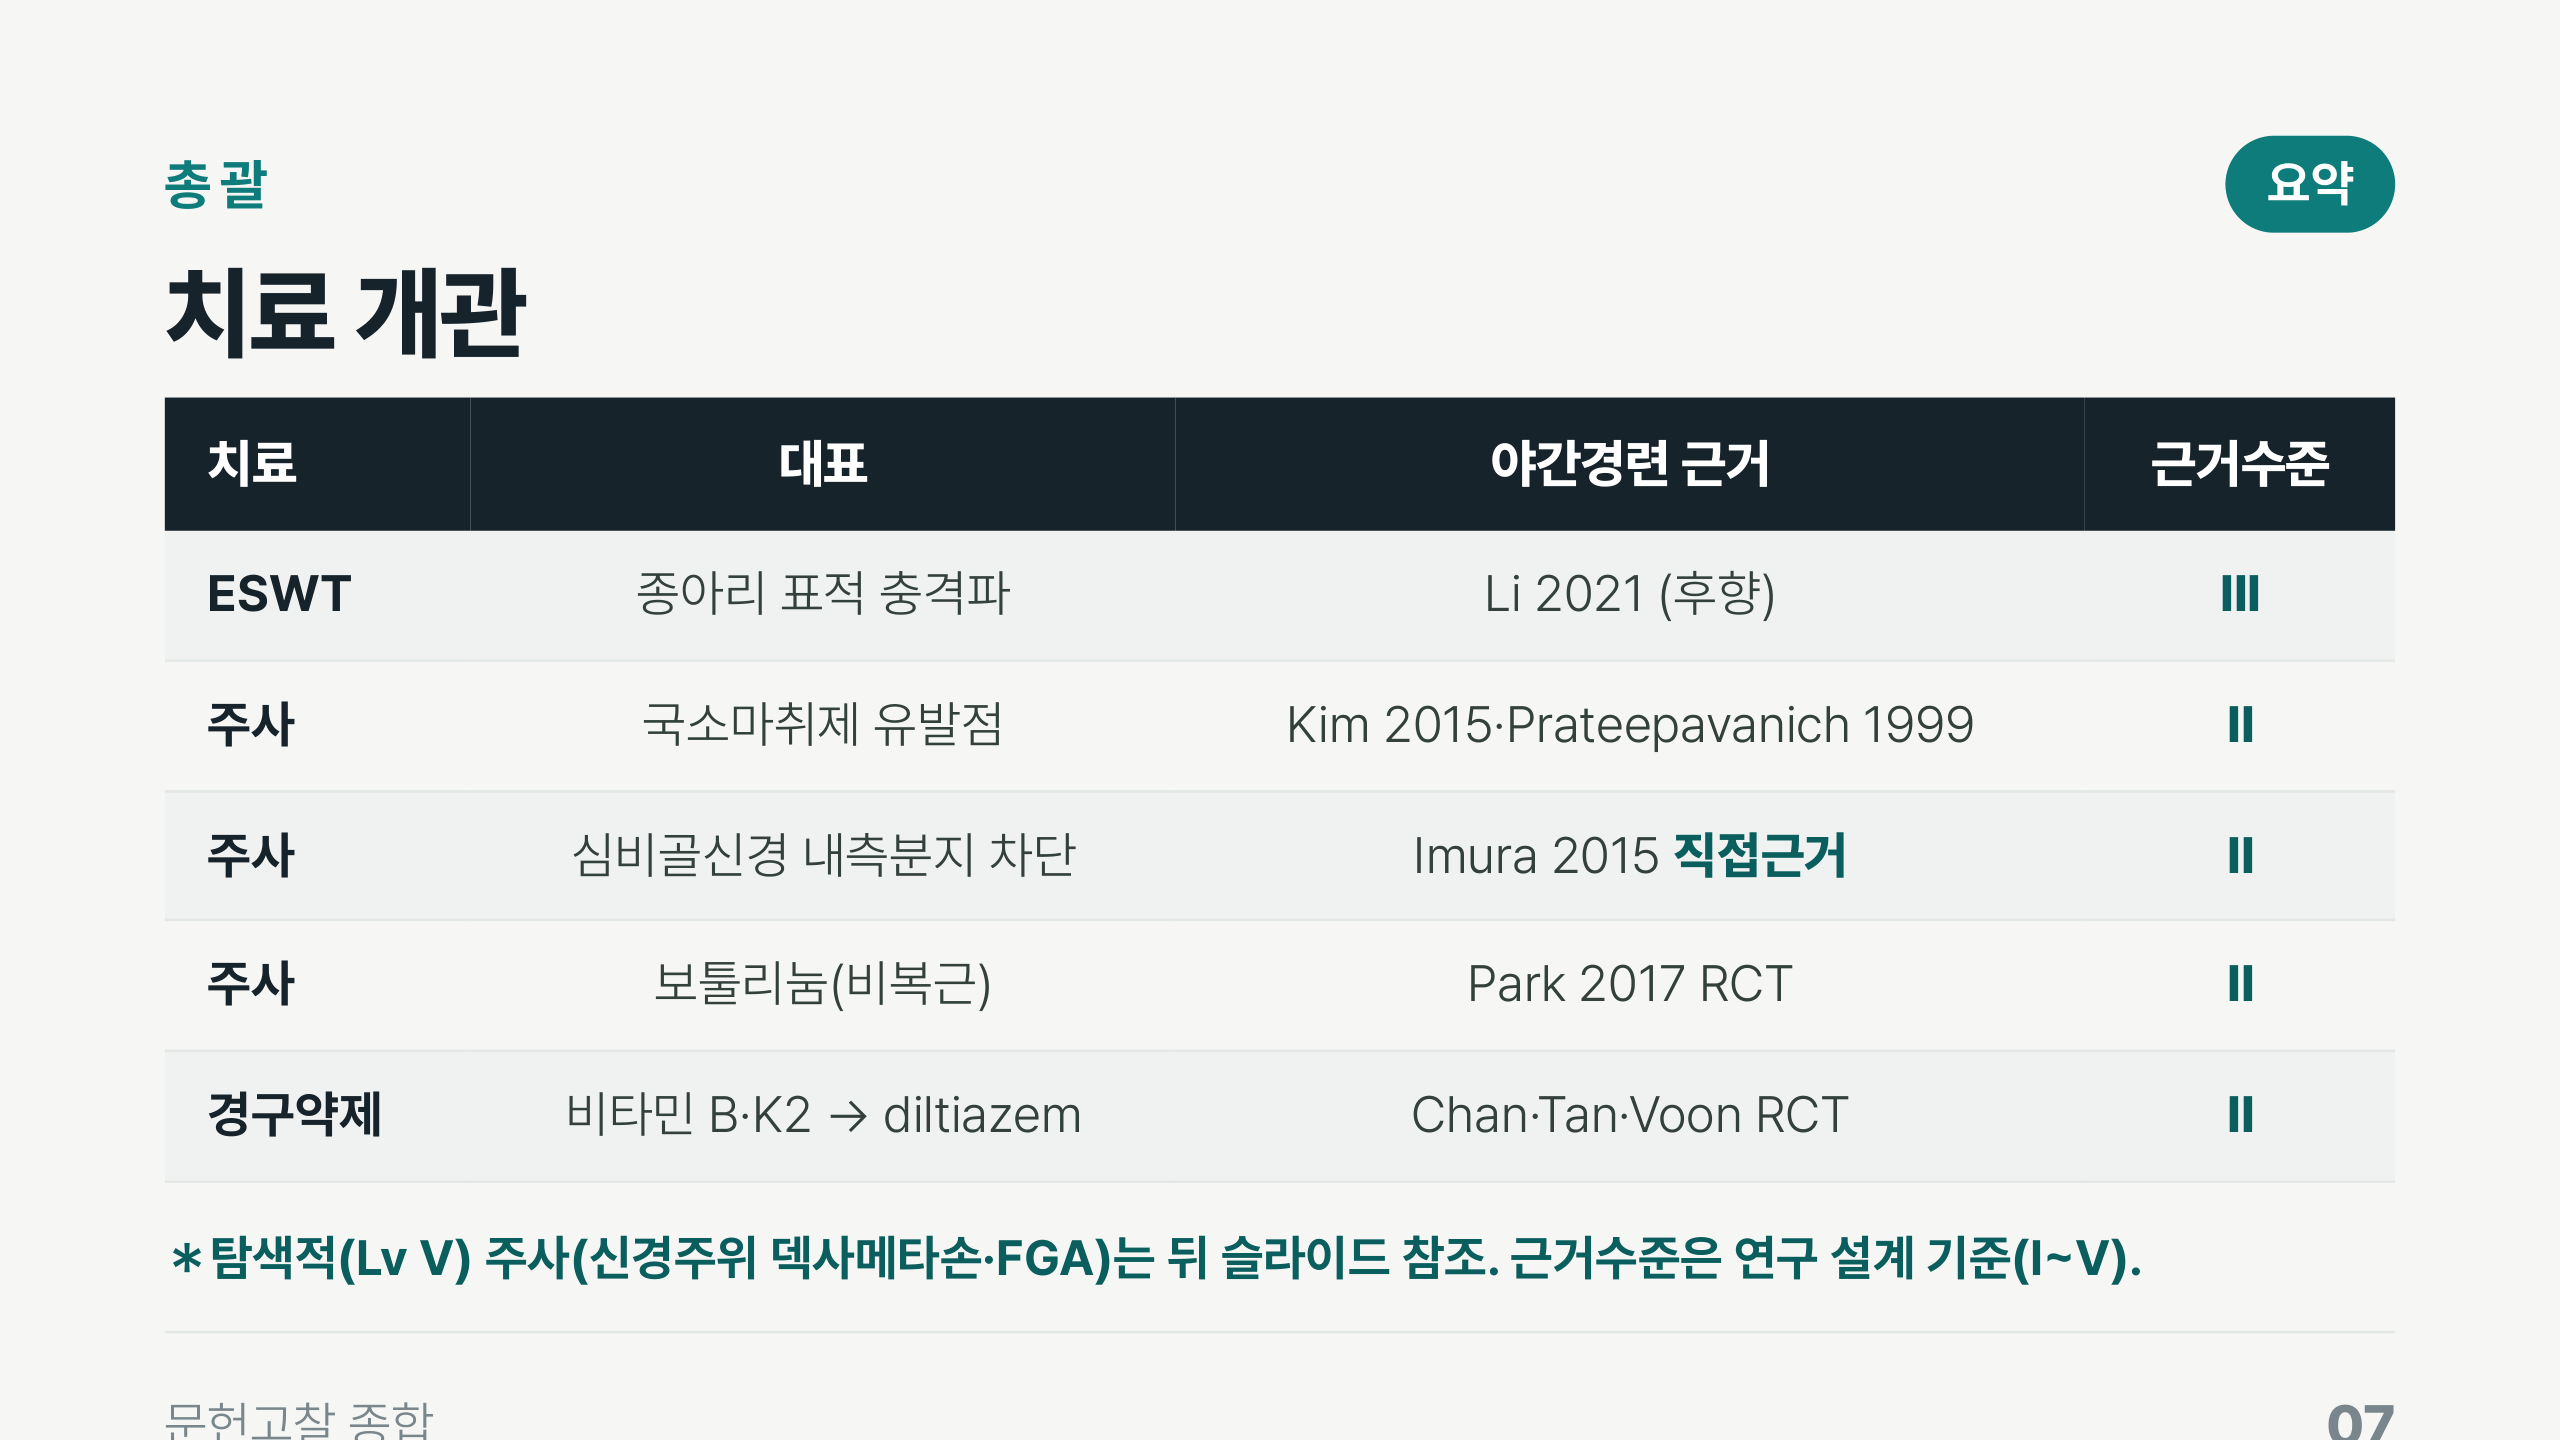 총괄
요약
치료 개관
치료 대표 야간경련 근거 근거수준
ESWT 종아리 표적 충격파 Li 2021 (후향) III
주사 국소마취제 유발점 Kim 2015·Prateepavanich 1999 II
주사 심비골신경 내측분지 차단 Imura 2015 직접근거 II
주사 보툴리눔(비복근) Park 2017 RCT II
경구약제 비타민 B·K2 → diltiazem Chan·Tan·Voon RCT II
*탐색적(Lv V) 주사(신경주위 덱사메타손·FGA)는 뒤 슬라이드 참조. 근거수준은 연구 설계 기준(I~V).
문헌고찰 종합 07